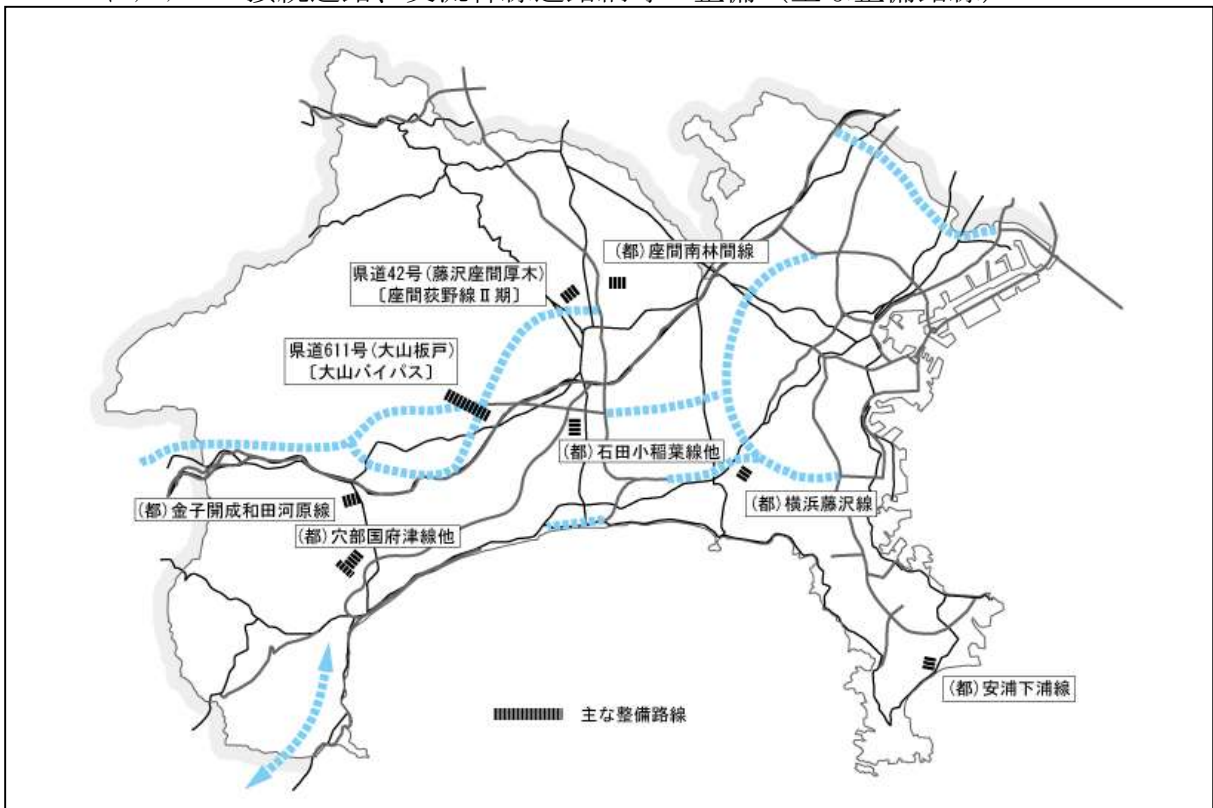 (都)座間南林間線
県道42号(藤沢座間厚木)
〔座間荻野線Ⅱ期〕
県道611号(大山板戸)
〔大山バイパス〕
(都)石田小稲葉線他
(都)横浜藤沢線
(都)金子開成和田河原線
(都)穴部国府津線他
(都)安浦下浦線
主な整備路線